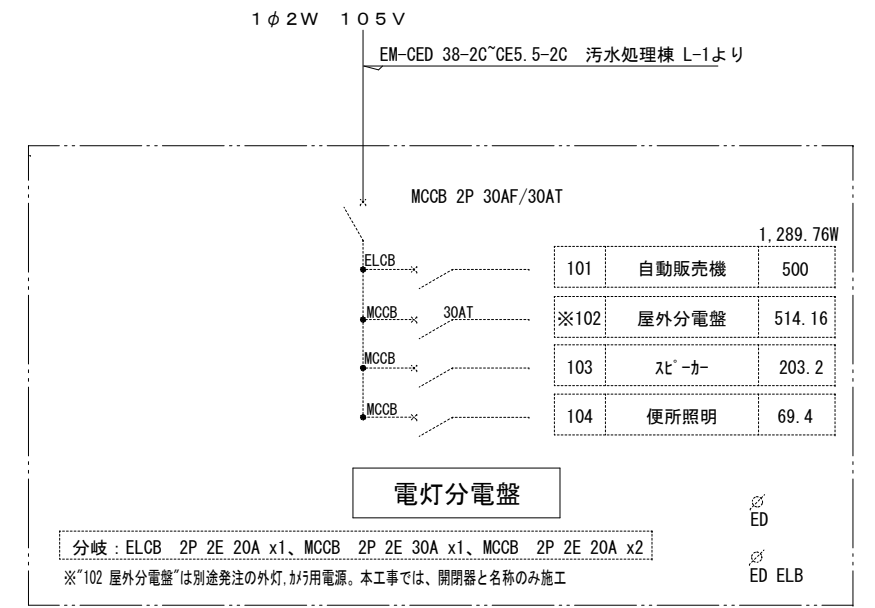 1φ2W 105V
EM-CED 38-2C~CE5.5-2C 汚水処理棟 L-1より
MCCB 2P 30AF/30AT
1,289.76W
ELCB 101 自動販売機 500
MCCB 30AT ※102 屋外分電盤 514.16
MCCB 103 ｽﾋﾟｰｶｰ 203.2
MCCB 104 便所照明 69.4
電灯分電盤
ED
分岐：ELCB 2P 2E 20A x1、MCCB 2P 2E 30A x1、MCCB 2P 2E 20A x2
※"102 屋外分電盤"は別途発注の外灯,ｶﾒﾗ用電源。本工事では、開閉器と名称のみ施工
ED ELB